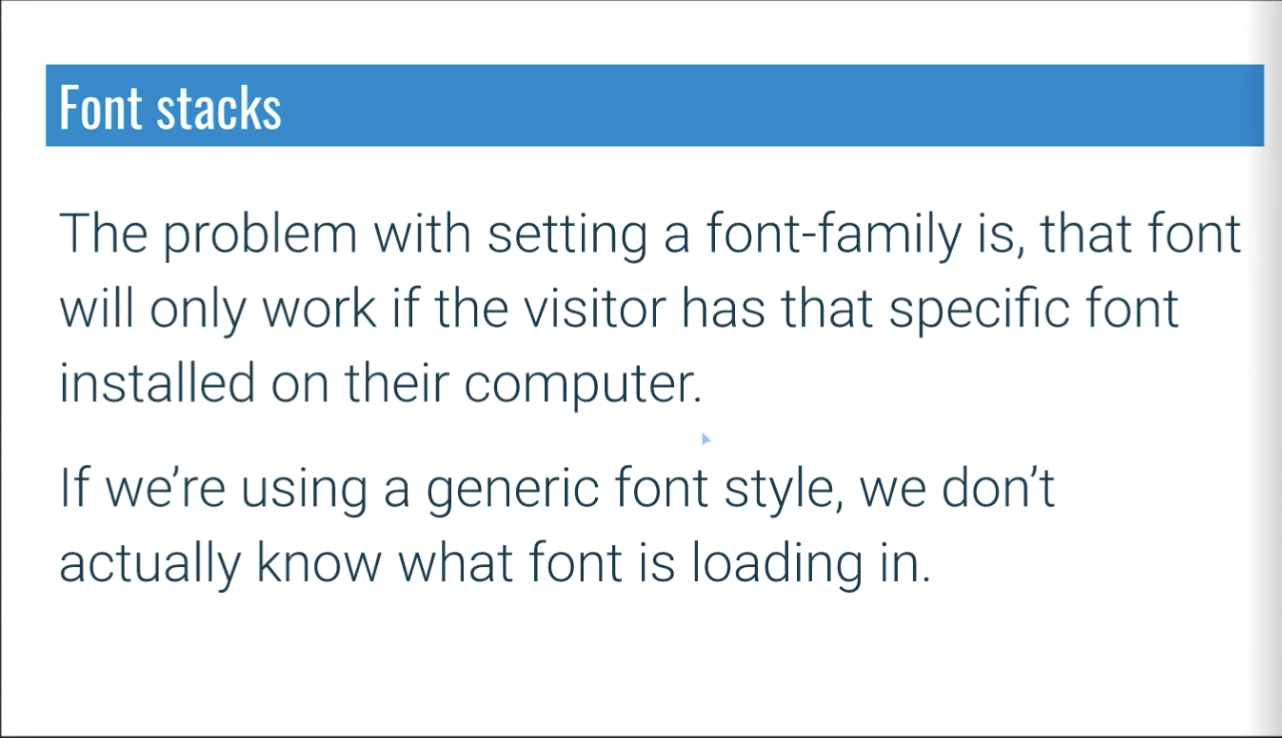 Font stacks
The problem with setting a font-family is, that font
will only work if the visitor has that specific font
installed on their computer.
If we’re using a generic font style, we don’t
actually know what font is loading in.